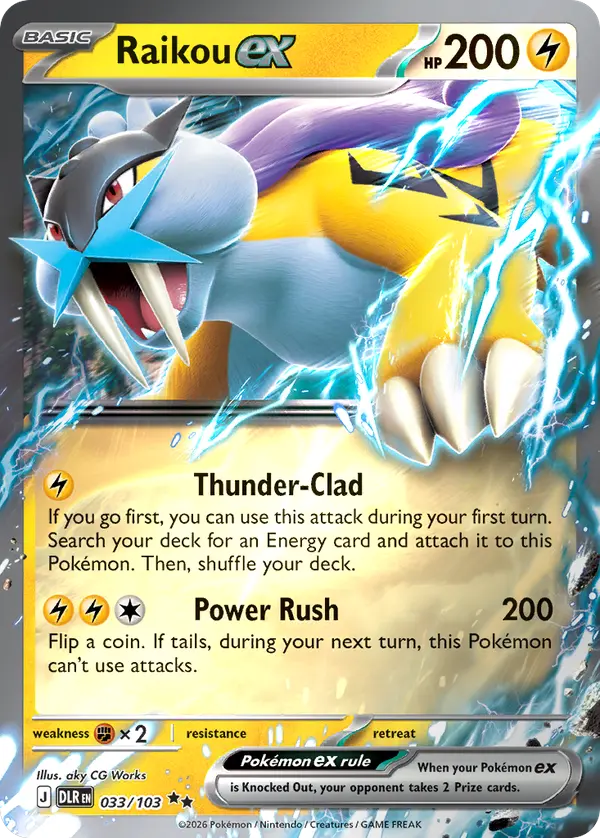 BASIC
Raikou ex
HP 200
Thunder-Clad
If you go first, you can use this attack during your first turn.
Search your deck for an Energy card and attach it to this
Pokémon. Then, shuffle your deck.
Power Rush 200
Flip a coin. If tails, during your next turn, this Pokémon
can't use attacks.
weakness ×2 resistance retreat
Illus. aky CG Works
Pokémon ex rule
When your Pokémon ex
is Knocked Out, your opponent takes 2 Prize cards.
J DLR EN 033/103
©2026 Pokémon / Nintendo / Creatures / GAME FREAK